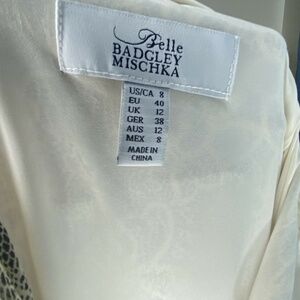 Belle
BADGLEY
MISCHKA
US/CA 8
EU 40
UK 12
GER 38
AUS 12
MEX 8
MADE IN
CHINA